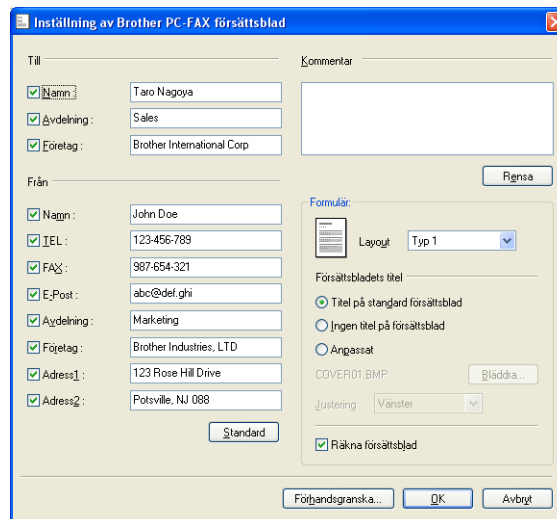 Inställning av Brother PC-FAX försättsblad
Till
Namn : Taro Nagoya
Avdelning : Sales
Företag : Brother International Corp
Från
Namn : John Doe
TEL : 123-456-789
FAX : 987-654-321
E-Post : abc@def.ghi
Avdelning : Marketing
Företag : Brother Industries, LTD
Adress1 : 123 Rose Hill Drive
Adress2 : Potsville, NJ 088
Standard
Kommentar
Rensa
Formulär:
Layout Typ 1
Försättsbladets titel
Titel på standard försättsblad
Ingen titel på försättsblad
Anpassat
COVER01.BMP Bläddra...
Justering Vänster
Räkna försättsblad
Förhandsgranska... OK Avbryt